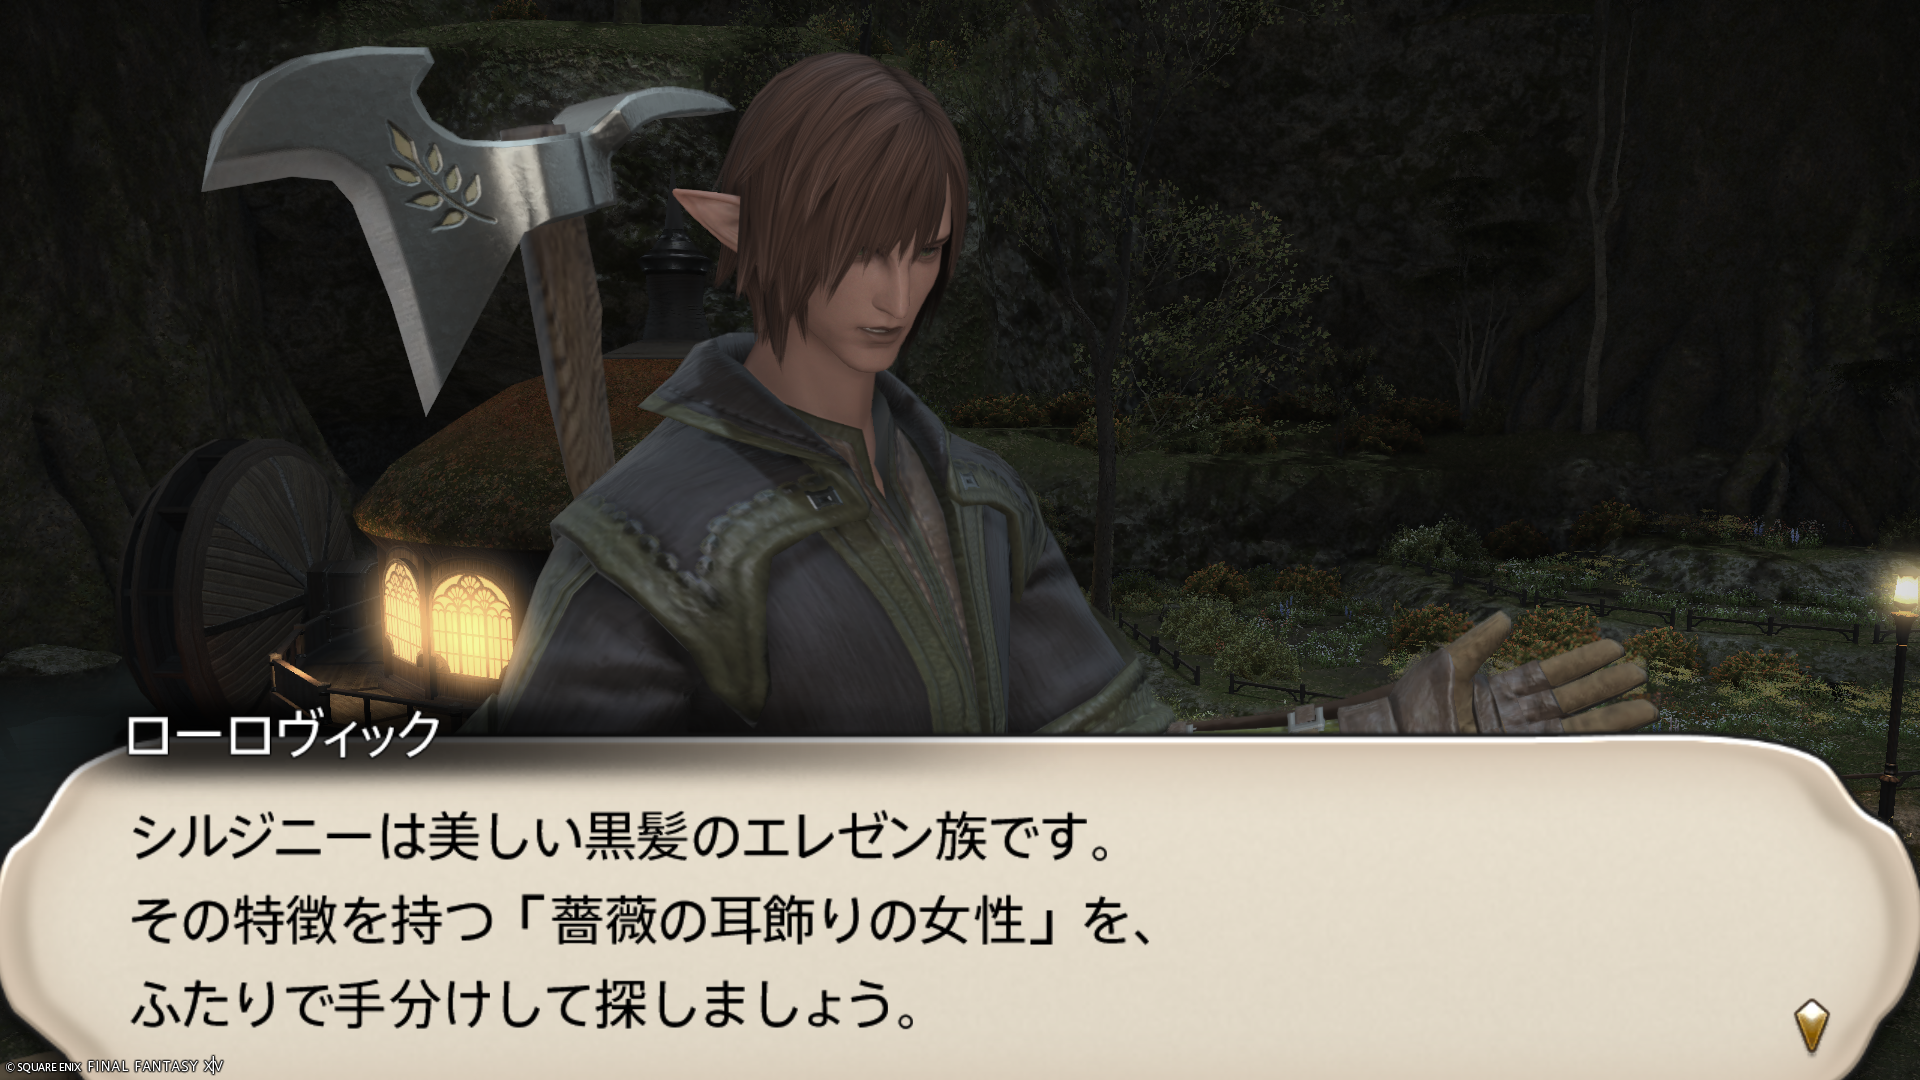 ローロヴィック
シルジニーは美しい黒髪のエレゼン族です。
その特徴を持つ「薔薇の耳飾りの女性」を、
ふたりで手分けして探しましょう。
© SQUARE ENIX FINAL FANTASY XIV